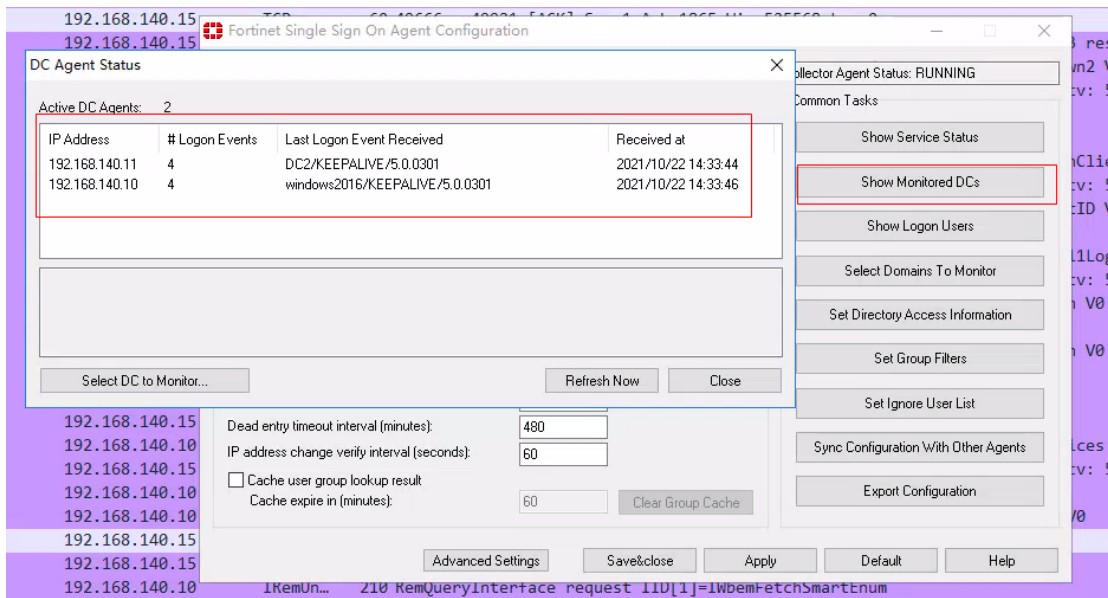 192.168.140.15
192.168.140.15
Fortinet Single Sign On Agent Configuration
DC Agent Status
Collector Agent Status: RUNNING
Active DC Agents: 2
Common Tasks
IP Address # Logon Events Last Logon Event Received Received at
192.168.140.11 4 DC2/KEEPALIVE/5.0.0301 2021/10/22 14:33:44
192.168.140.10 4 windows2016/KEEPALIVE/5.0.0301 2021/10/22 14:33:46
Show Service Status
Show Monitored DCs
Show Logon Users
Select Domains To Monitor
Set Directory Access Information
Set Group Filters
Select DC to Monitor... Refresh Now Close
Set Ignore User List
192.168.140.15
Dead entry timeout interval (minutes): 480
192.168.140.10
IP address change verify interval (seconds): 60
Sync Configuration With Other Agents
192.168.140.15
Cache user group lookup result
192.168.140.10
Cache expire in (minutes): 60 Clear Group Cache
Export Configuration
192.168.140.10
192.168.140.15
192.168.140.15
Advanced Settings Save&close Apply Default Help
192.168.140.10 IRemUn… 210 RemQueryInterface request IID[1]=IWbemFetchSmartEnum